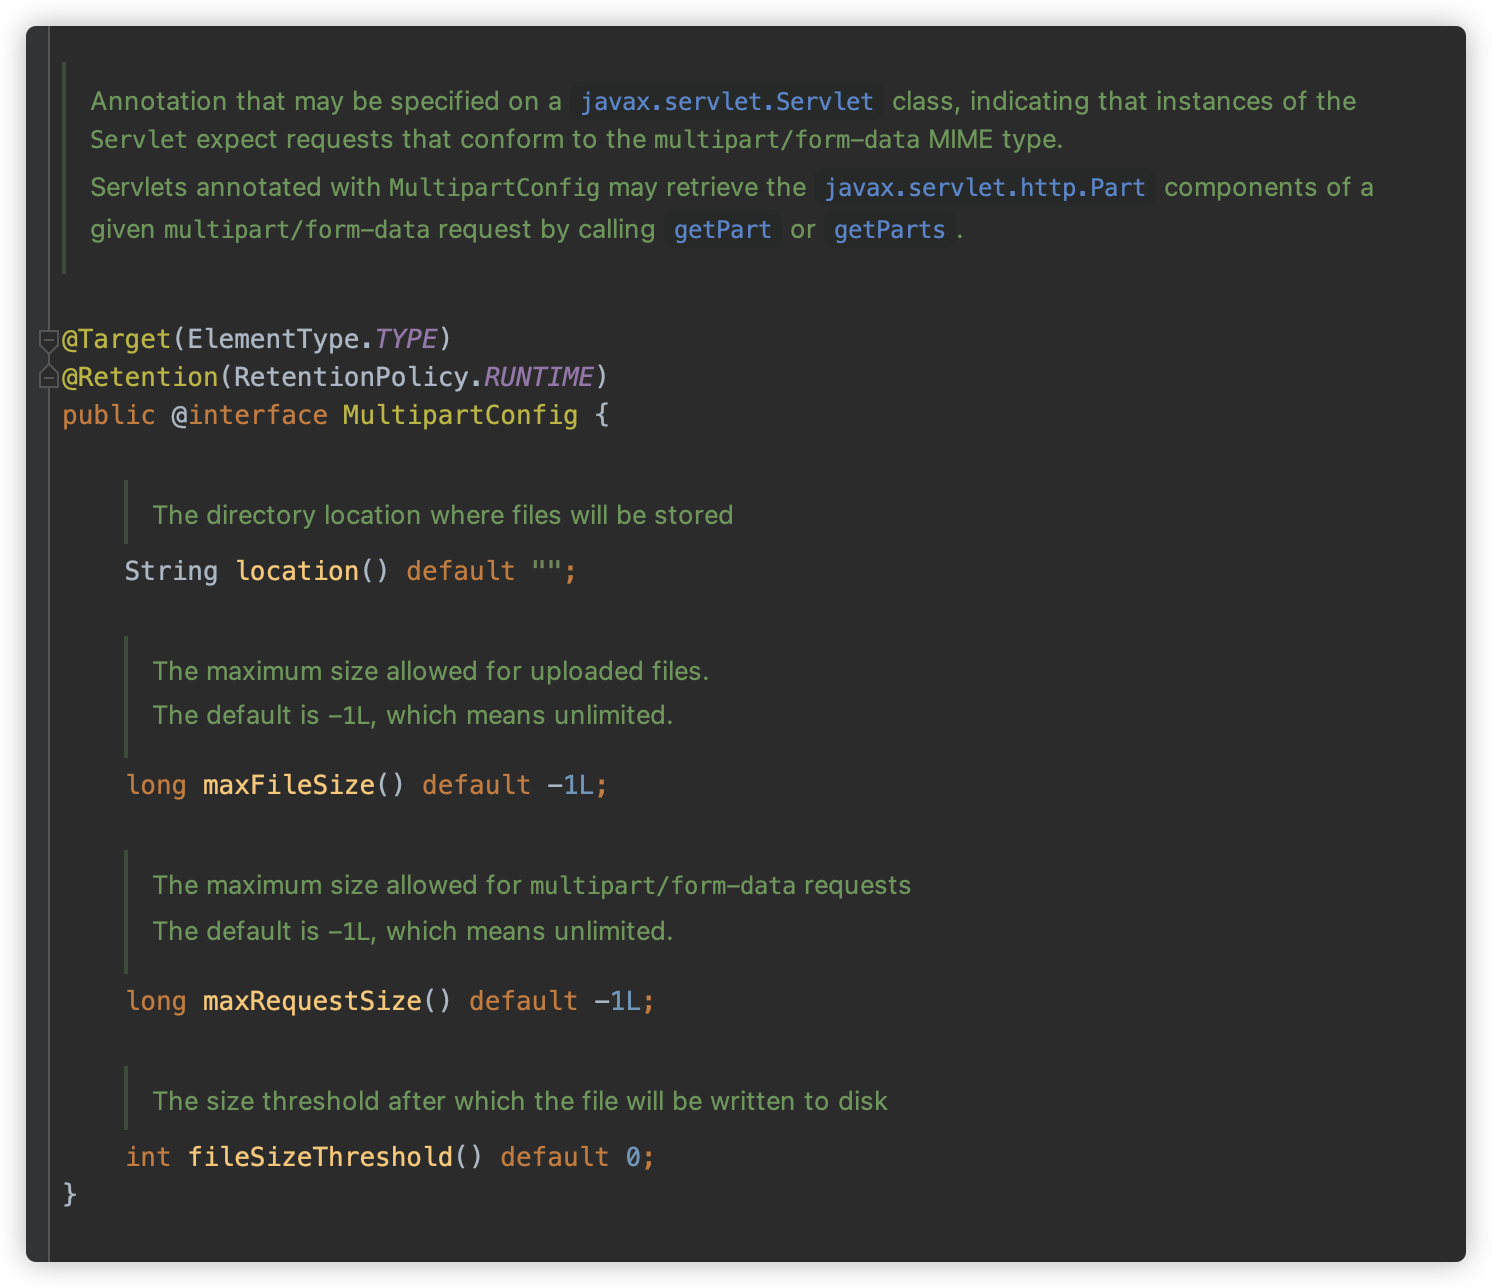 Annotation that may be specified on a javax.servlet.Servlet class, indicating that instances of the
Servlet expect requests that conform to the multipart/form-data MIME type.
Servlets annotated with MultipartConfig may retrieve the javax.servlet.http.Part components of a
given multipart/form-data request by calling getPart or getParts .
@Target(ElementType.TYPE)
@Retention(RetentionPolicy.RUNTIME)
public @interface MultipartConfig {
The directory location where files will be stored
String location() default "";
The maximum size allowed for uploaded files.
The default is -1L, which means unlimited.
long maxFileSize() default -1L;
The maximum size allowed for multipart/form-data requests
The default is -1L, which means unlimited.
long maxRequestSize() default -1L;
The size threshold after which the file will be written to disk
int fileSizeThreshold() default 0;
}